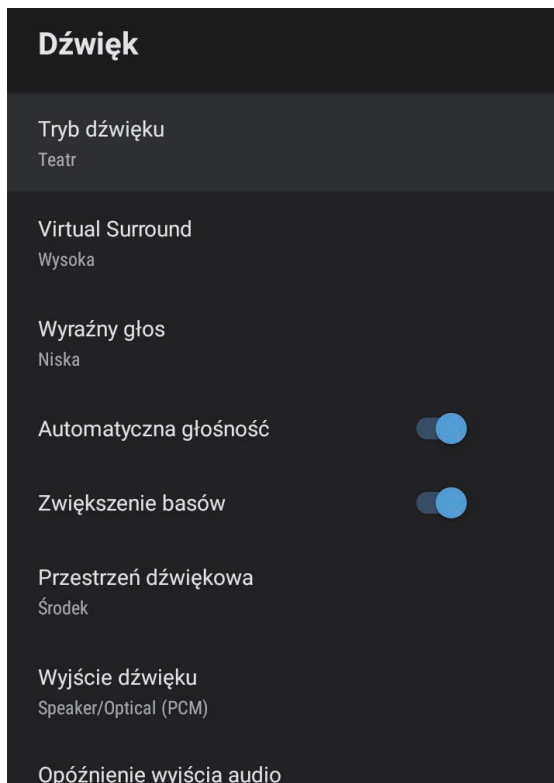 Dźwięk
Tryb dźwięku
Teatr
Virtual Surround
Wysoka
Wyraźny głos
Niska
Automatyczna głośność
Zwiększenie basów
Przestrzeń dźwiękowa
Środek
Wyjście dźwięku
Speaker/Optical (PCM)
Opóźnienie wyjścia audio